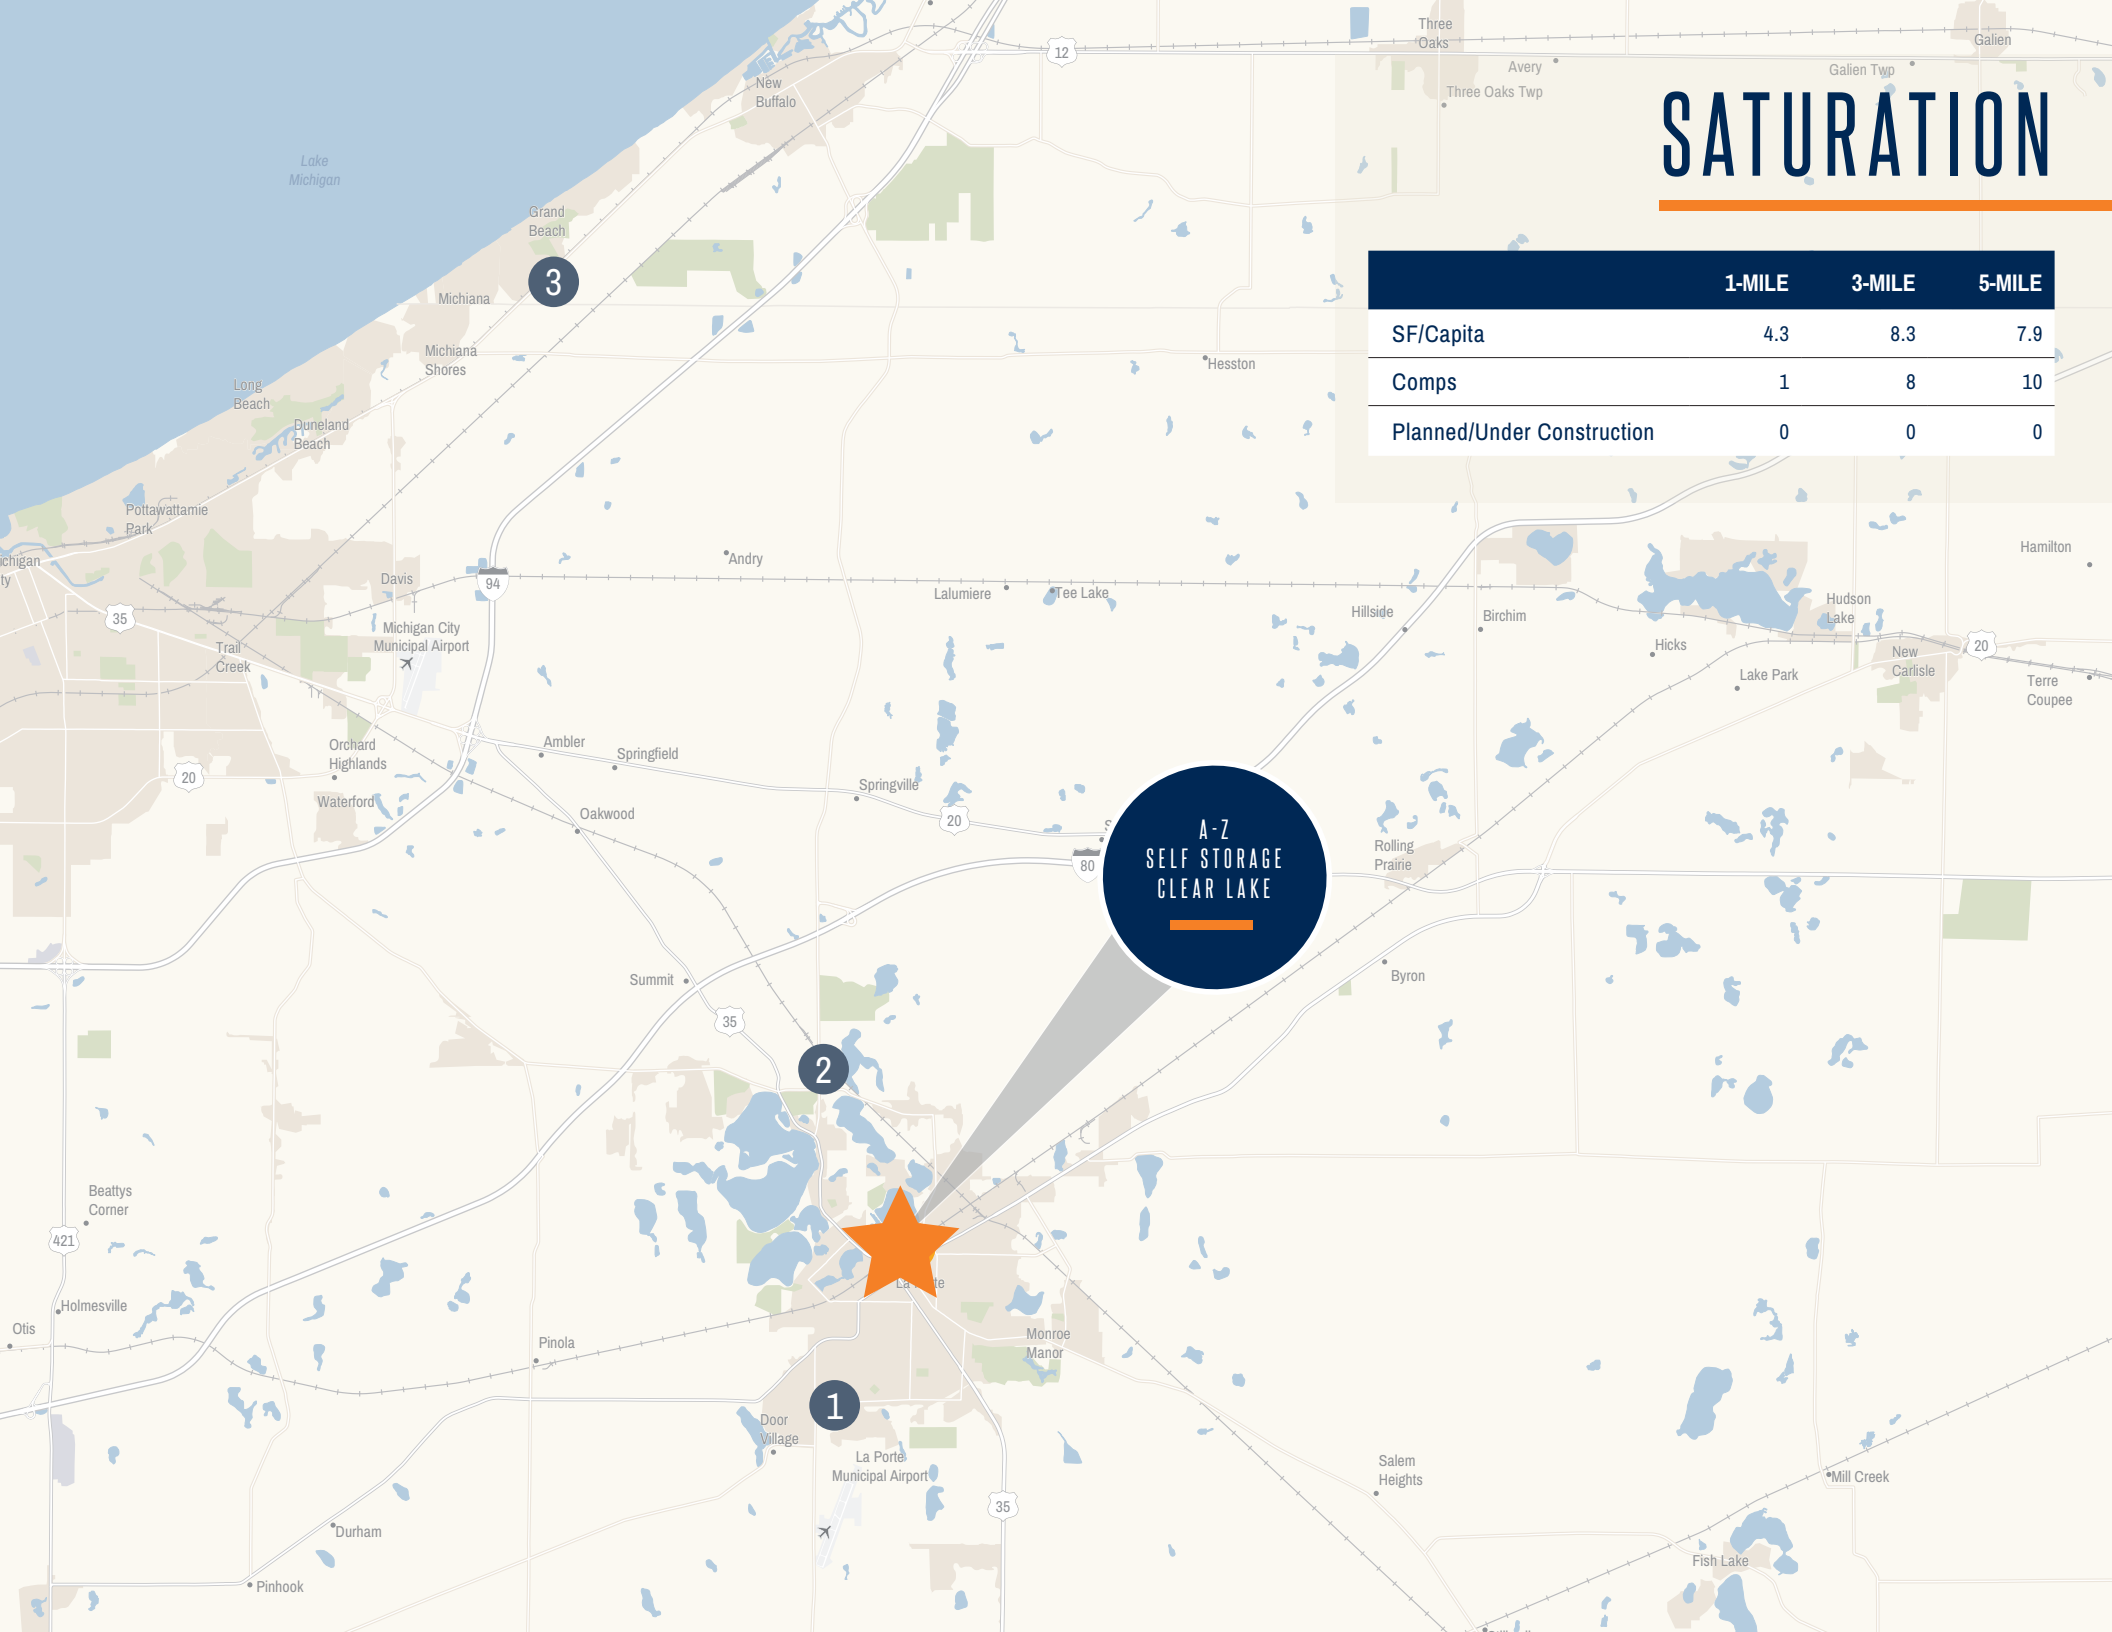 SATURATION
1-MILE 3-MILE 5-MILE
SF/Capita 4.3 8.3 7.9
Comps 1 8 10
Planned/Under Construction 0 0 0
A-Z
SELF STORAGE
CLEAR LAKE
12
Three
Oaks
Galien
Avery
Galien Twp
Three Oaks Twp
New
Buffalo
Lake
Michigan
Grand
Beach
3
Michiana
Michiana
Shores
Hesston
Long
Beach
Duneland
Beach
Pottawattamie
Park
Andry
Hamilton
94
Davis
Lalumiere
Tee Lake
Hillside
Birchim
Hudson
Lake
35
Michigan City
Municipal Airport
Trail
Creek
Hicks
New
Carlisle
20
Lake Park
Terre
Coupee
Orchard
Highlands
Ambler
Springfield
20
Springville
Waterford
Oakwood
20
80
Rolling
Prairie
Summit
Byron
35
2
Beattys
Corner
421
Holmesville
Otis
Pinola
Monroe
Manor
1
Door
Village
La Porte
Municipal Airport
35
Salem
Heights
Mill Creek
Durham
Pinhook
Fish Lake